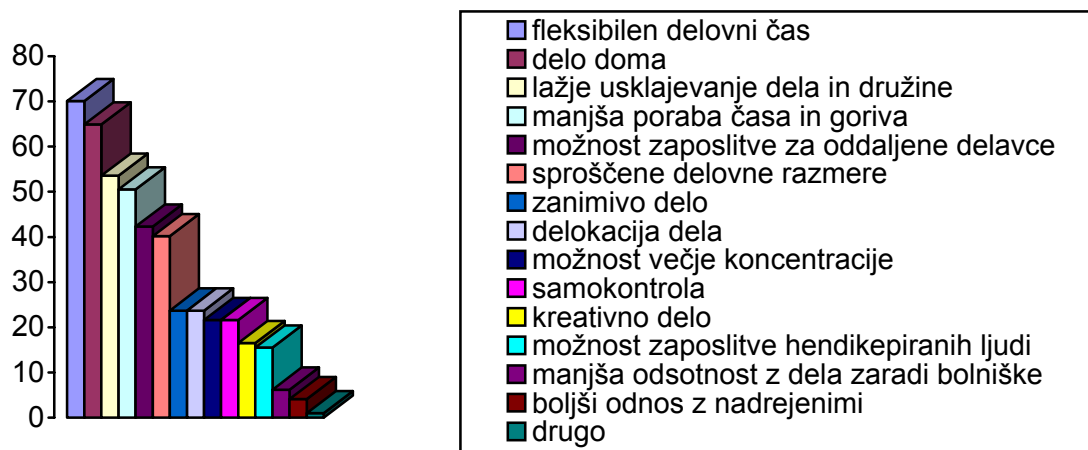 80
70
60
50
40
30
20
10
0
fleksibilen delovni čas
delo doma
lažje usklajevanje dela in družine
manjša poraba časa in goriva
možnost zaposlitve za oddaljene delavce
sproščene delovne razmere
zanimivo delo
delokacija dela
možnost večje koncentracije
samokontrola
kreativno delo
možnost zaposlitve hendikepiranih ljudi
manjša odsotnost z dela zaradi bolniške
boljši odnos z nadrejenimi
drugo